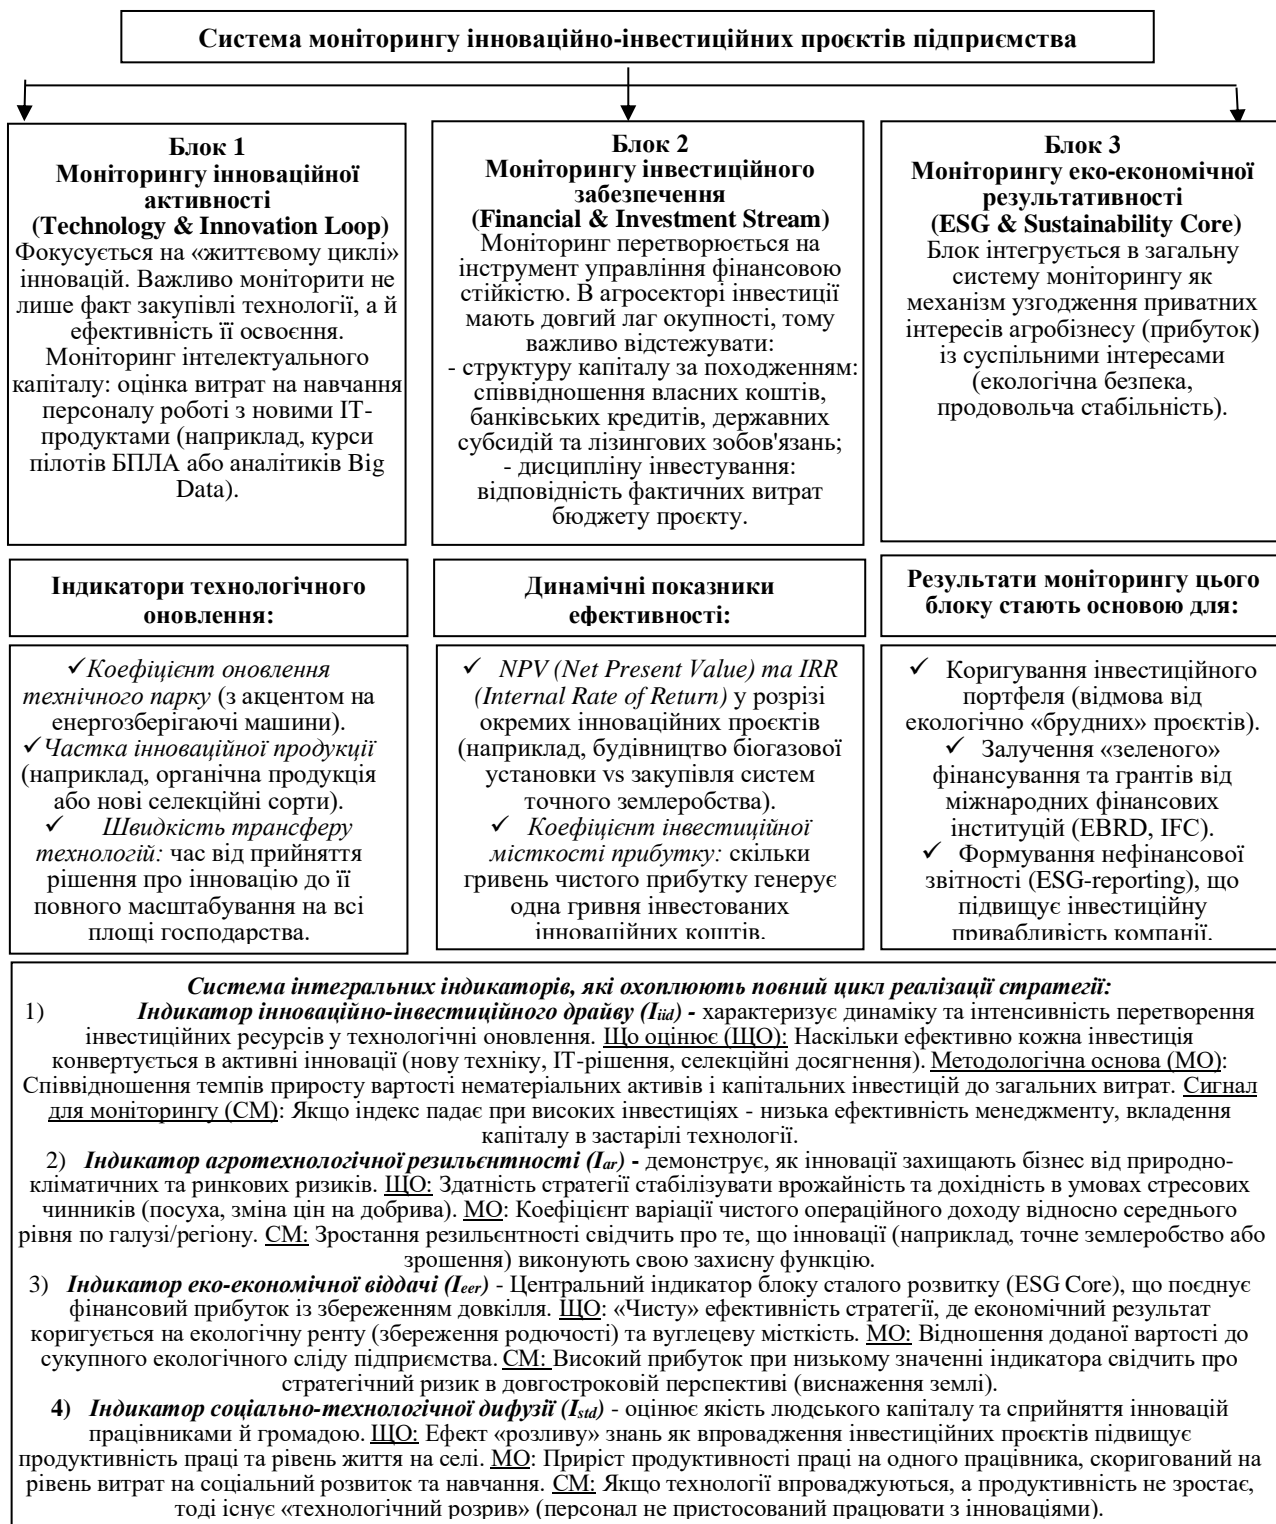 Система моніторингу інноваційно-інвестиційних проєктів підприємства
Блок 1
Моніторингу інноваційної
активності
(Technology & Innovation Loop)
Фокусується на «життєвому циклі»
інновацій. Важливо моніторити не
лише факт закупівлі технології, а й
ефективність її освоєння.
Моніторинг інтелектуального
капіталу: оцінка витрат на навчання
персоналу роботі з новими ІТ-
продуктами (наприклад, курси
пілотів БПЛА або аналітиків Big
Data).
Блок 2
Моніторингу інвестиційного
забезпечення
(Financial & Investment Stream)
Моніторинг перетворюється на
інструмент управління фінансовою
стійкістю. В агросекторі інвестиції
мають довгий лаг окупності, тому
важливо відстежувати:
- структуру капіталу за походженням:
співвідношення власних коштів,
банківських кредитів, державних
субсидій та лізингових зобов'язань;
- дисципліну інвестування:
відповідність фактичних витрат
бюджету проєкту.
Блок 3
Моніторингу еко-економічної
результативності
(ESG & Sustainability Core)
Блок інтегрується в загальну
систему моніторингу як
механізм узгодження приватних
інтересів агробізнесу (прибуток)
із суспільними інтересами
(екологічна безпека,
продовольча стабільність).
Індикатори технологічного
оновлення:
Динамічні показники
ефективності:
Результати моніторингу цього
блоку стають основою для:
✓Коефіцієнт оновлення
технічного парку (з акцентом на
енергозберігаючі машини).
✓Частка інноваційної продукції
(наприклад, органічна продукція
або нові селекційні сорти).
✓ Швидкість трансферу
технологій: час від прийняття
рішення про інновацію до її
повного масштабування на всі
площі господарства.
✓ NPV (Net Present Value) та IRR
(Internal Rate of Return) у розрізі
окремих інноваційних проєктів
(наприклад, будівництво біогазової
установки vs закупівля систем
точного землеробства).
✓ Коефіцієнт інвестиційної
місткості прибутку: скільки
гривень чистого прибутку генерує
одна гривня інвестованих
інноваційних коштів.
✓ Коригування інвестиційного
портфеля (відмова від
екологічно «брудних» проєктів).
✓ Залучення «зеленого»
фінансування та грантів від
міжнародних фінансових
інституцій (EBRD, IFC).
✓ Формування нефінансової
звітності (ESG-reporting), що
підвищує інвестиційну
привабливість компанії.
Система інтегральних індикаторів, які охоплюють повний цикл реалізації стратегії:
1) Індикатор інноваційно-інвестиційного драйву (Iiid) - характеризує динаміку та інтенсивність перетворення
інвестиційних ресурсів у технологічні оновлення. Що оцінює (ЩО): Наскільки ефективно кожна інвестиція
конвертується в активні інновації (нову техніку, ІТ-рішення, селекційні досягнення). Методологічна основа (МО):
Співвідношення темпів приросту вартості нематеріальних активів і капітальних інвестицій до загальних витрат. Сигнал
для моніторингу (СМ): Якщо індекс падає при високих інвестиціях - низька ефективність менеджменту, вкладення
капіталу в застарілі технології.
2) Індикатор агротехнологічної резильєнтності (Iar) - демонструє, як інновації захищають бізнес від природно-
кліматичних та ринкових ризиків. ЩО: Здатність стратегії стабілізувати врожайність та дохідність в умовах стресових
чинників (посуха, зміна цін на добрива). МО: Коефіцієнт варіації чистого операційного доходу відносно середнього
рівня по галузі/регіону. СМ: Зростання резильєнтності свідчить про те, що інновації (наприклад, точне землеробство або
зрошення) виконують свою захисну функцію.
3) Індикатор еко-економічної віддачі (Ieer) - Центральний індикатор блоку сталого розвитку (ESG Core), що поєднує
фінансовий прибуток із збереженням довкілля. ЩО: «Чисту» ефективність стратегії, де економічний результат
коригується на екологічну ренту (збереження родючості) та вуглецеву місткість. МО: Відношення доданої вартості до
сукупного екологічного сліду підприємства. СМ: Високий прибуток при низькому значенні індикатора свідчить про
стратегічний ризик в довгостроковій перспективі (виснаження землі).
4) Індикатор соціально-технологічної дифузії (Istd) - оцінює якість людського капіталу та сприйняття інновацій
працівниками й громадою. ЩО: Ефект «розливу» знань як впровадження інвестиційних проєктів підвищує
продуктивність праці та рівень життя на селі. МО: Приріст продуктивності праці на одного працівника, скоригований на
рівень витрат на соціальний розвиток та навчання. СМ: Якщо технології впроваджуються, а продуктивність не зростає,
тоді існує «технологічний розрив» (персонал не пристосований працювати з інноваціями).